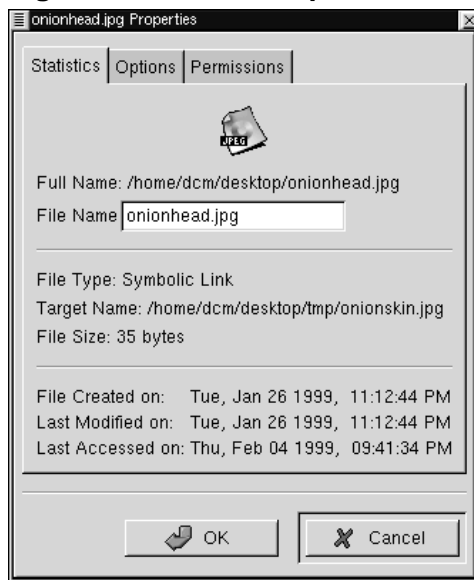 onionhead.jpg Properties
Statistics Options Permissions
JPEG
Full Name: /home/dcm/desktop/onionhead.jpg
File Name onionhead.jpg
File Type: Symbolic Link
Target Name: /home/dcm/desktop/tmp/onionskin.jpg
File Size: 35 bytes
File Created on: Tue, Jan 26 1999, 11:12:44 PM
Last Modified on: Tue, Jan 26 1999, 11:12:44 PM
Last Accessed on: Thu, Feb 04 1999, 09:41:34 PM
OK Cancel